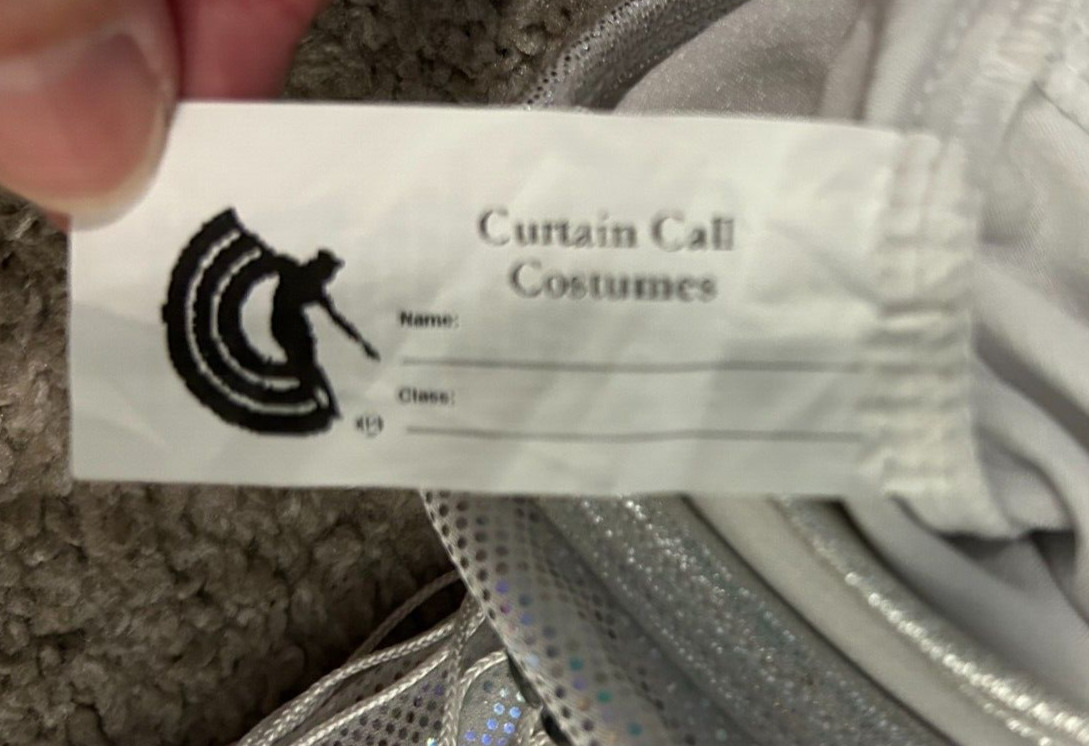 Curtain Call
Costumes
Name:
Class: